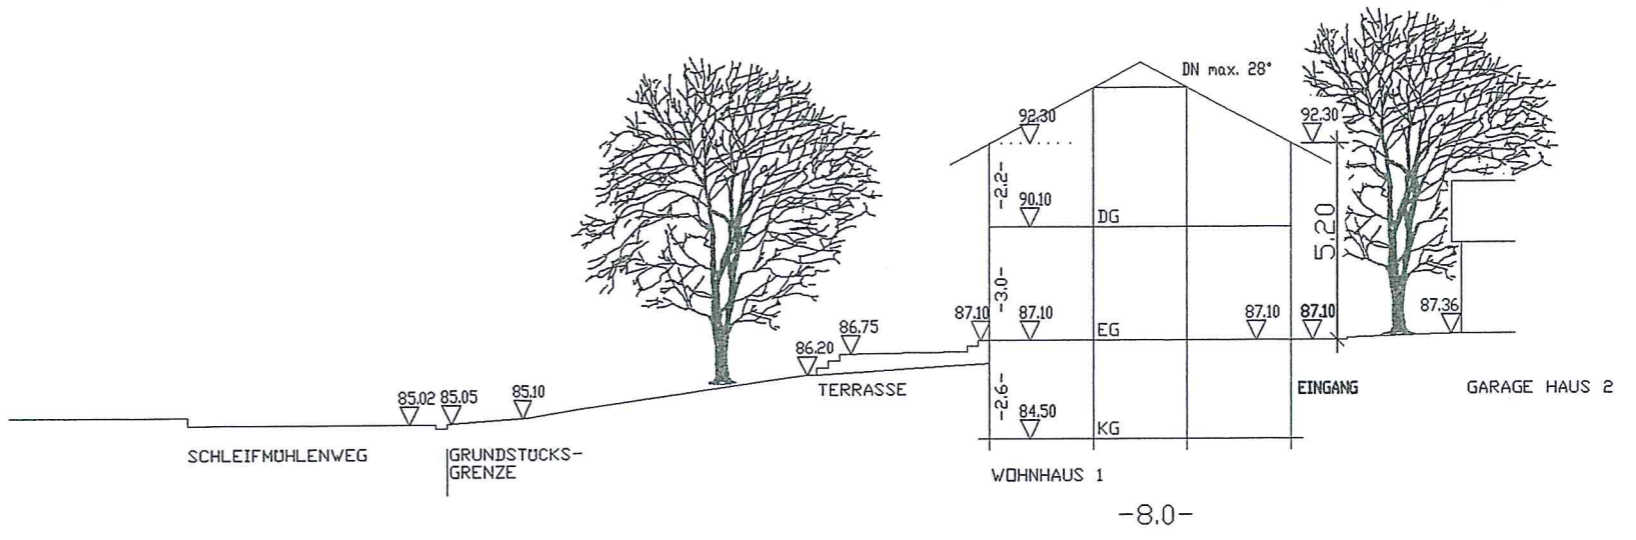 DN max. 28°
92.30
92.30
-2.2-
90.10
DG
5.20
-3.0-
87.10
87.10
EG
87.10
87.10
87.36
86.75
86.20
TERRASSE
-2.6-
84.50
KG
EINGANG
GARAGE HAUS 2
85.02
85.05
85.10
SCHLEIFMÜHLENWEG
GRUNDSTÜCKS-
GRENZE
WOHNHAUS 1
-8.0-